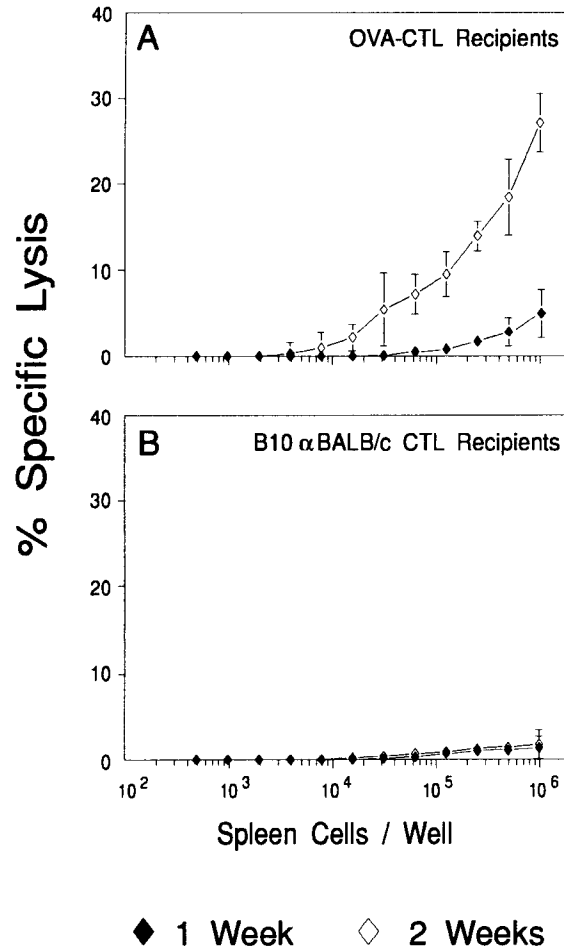 A
OVA-CTL Recipients
40
30
20
10
0
% Specific Lysis
B
B10 αBALB/c CTL Recipients
40
30
20
10
0
10² 10³ 10⁴ 10⁵ 10⁶
Spleen Cells / Well
◆ 1 Week ◇ 2 Weeks